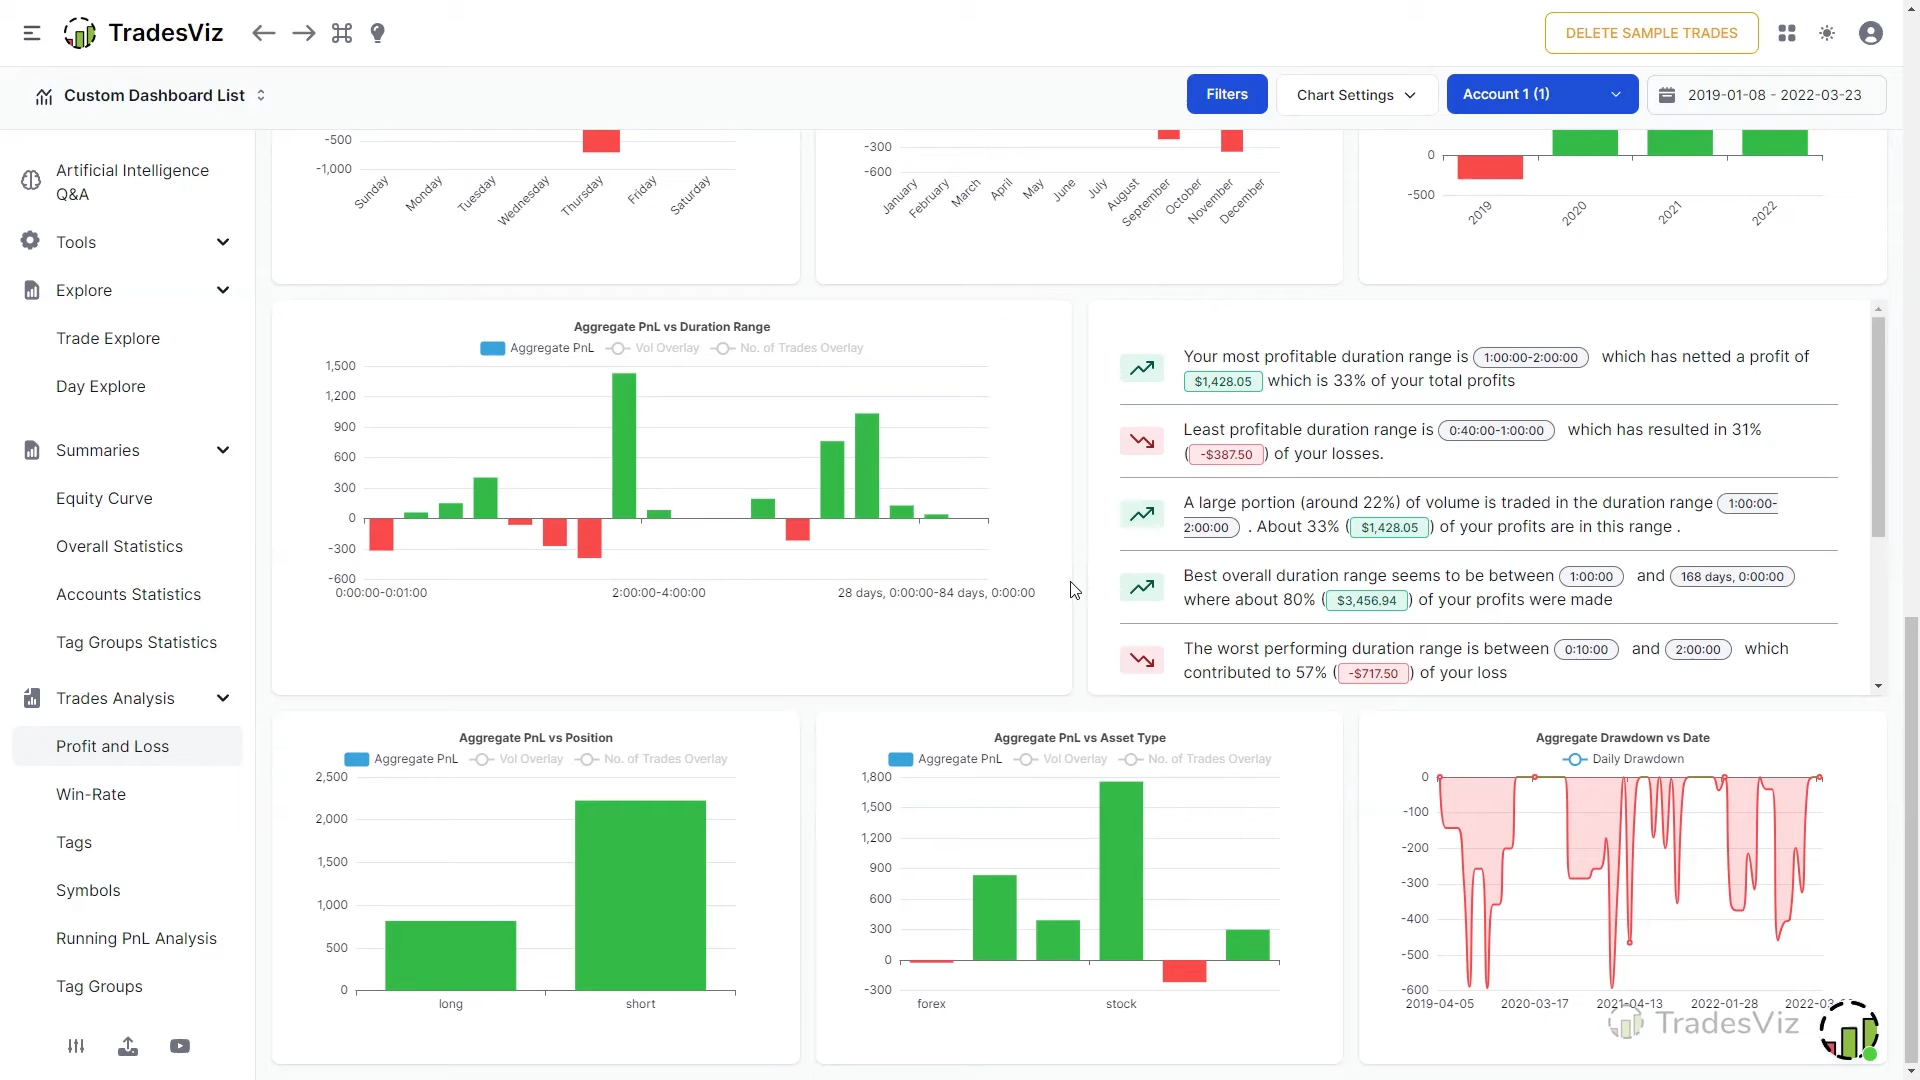 TradesViz
DELETE SAMPLE TRADES
Custom Dashboard List
Filters
Chart Settings
Account 1 (1)
2019-01-08 - 2022-03-23
Artificial Intelligence
Q&A
Tools
Explore
Trade Explore
Day Explore
Summaries
Equity Curve
Overall Statistics
Accounts Statistics
Tag Groups Statistics
Trades Analysis
Profit and Loss
Win-Rate
Tags
Symbols
Running PnL Analysis
Tag Groups
-500
-1,000
Sunday
Monday
Tuesday
Wednesday
Thursday
Friday
Saturday
-300
-600
January
February
March
April
May
June
July
August
September
October
November
December
0
-500
2019
2020
2021
2022
Aggregate PnL vs Duration Range
Aggregate PnL Vol Overlay No. of Trades Overlay
1,500
1,200
900
600
300
0
-300
-600
0:00:00-0:01:00 2:00:00-4:00:00 28 days, 0:00:00-84 days, 0:00:00
Your most profitable duration range is 1:00:00-2:00:00 which has netted a profit of
$1,428.05 which is 33% of your total profits
Least profitable duration range is 0:40:00-1:00:00 which has resulted in 31%
(-$387.50) of your losses.
A large portion (around 22%) of volume is traded in the duration range 1:00:00-
2:00:00 . About 33% ($1,428.05) of your profits are in this range .
Best overall duration range seems to be between 1:00:00 and 168 days, 0:00:00
where about 80% ($3,456.94) of your profits were made
The worst performing duration range is between 0:10:00 and 2:00:00 which
contributed to 57% (-$717.50) of your loss
Aggregate PnL vs Position
Aggregate PnL Vol Overlay No. of Trades Overlay
2,500
2,000
1,500
1,000
500
0
long short
Aggregate PnL vs Asset Type
Aggregate PnL Vol Overlay No. of Trades Overlay
1,800
1,500
1,200
900
600
300
0
-300
forex stock
Aggregate Drawdown vs Date
Daily Drawdown
0
-100
-200
-300
-400
-500
-600
2019-04-05 2020-03-17 2021-04-13 2022-01-28 2022-03-
TradesViz